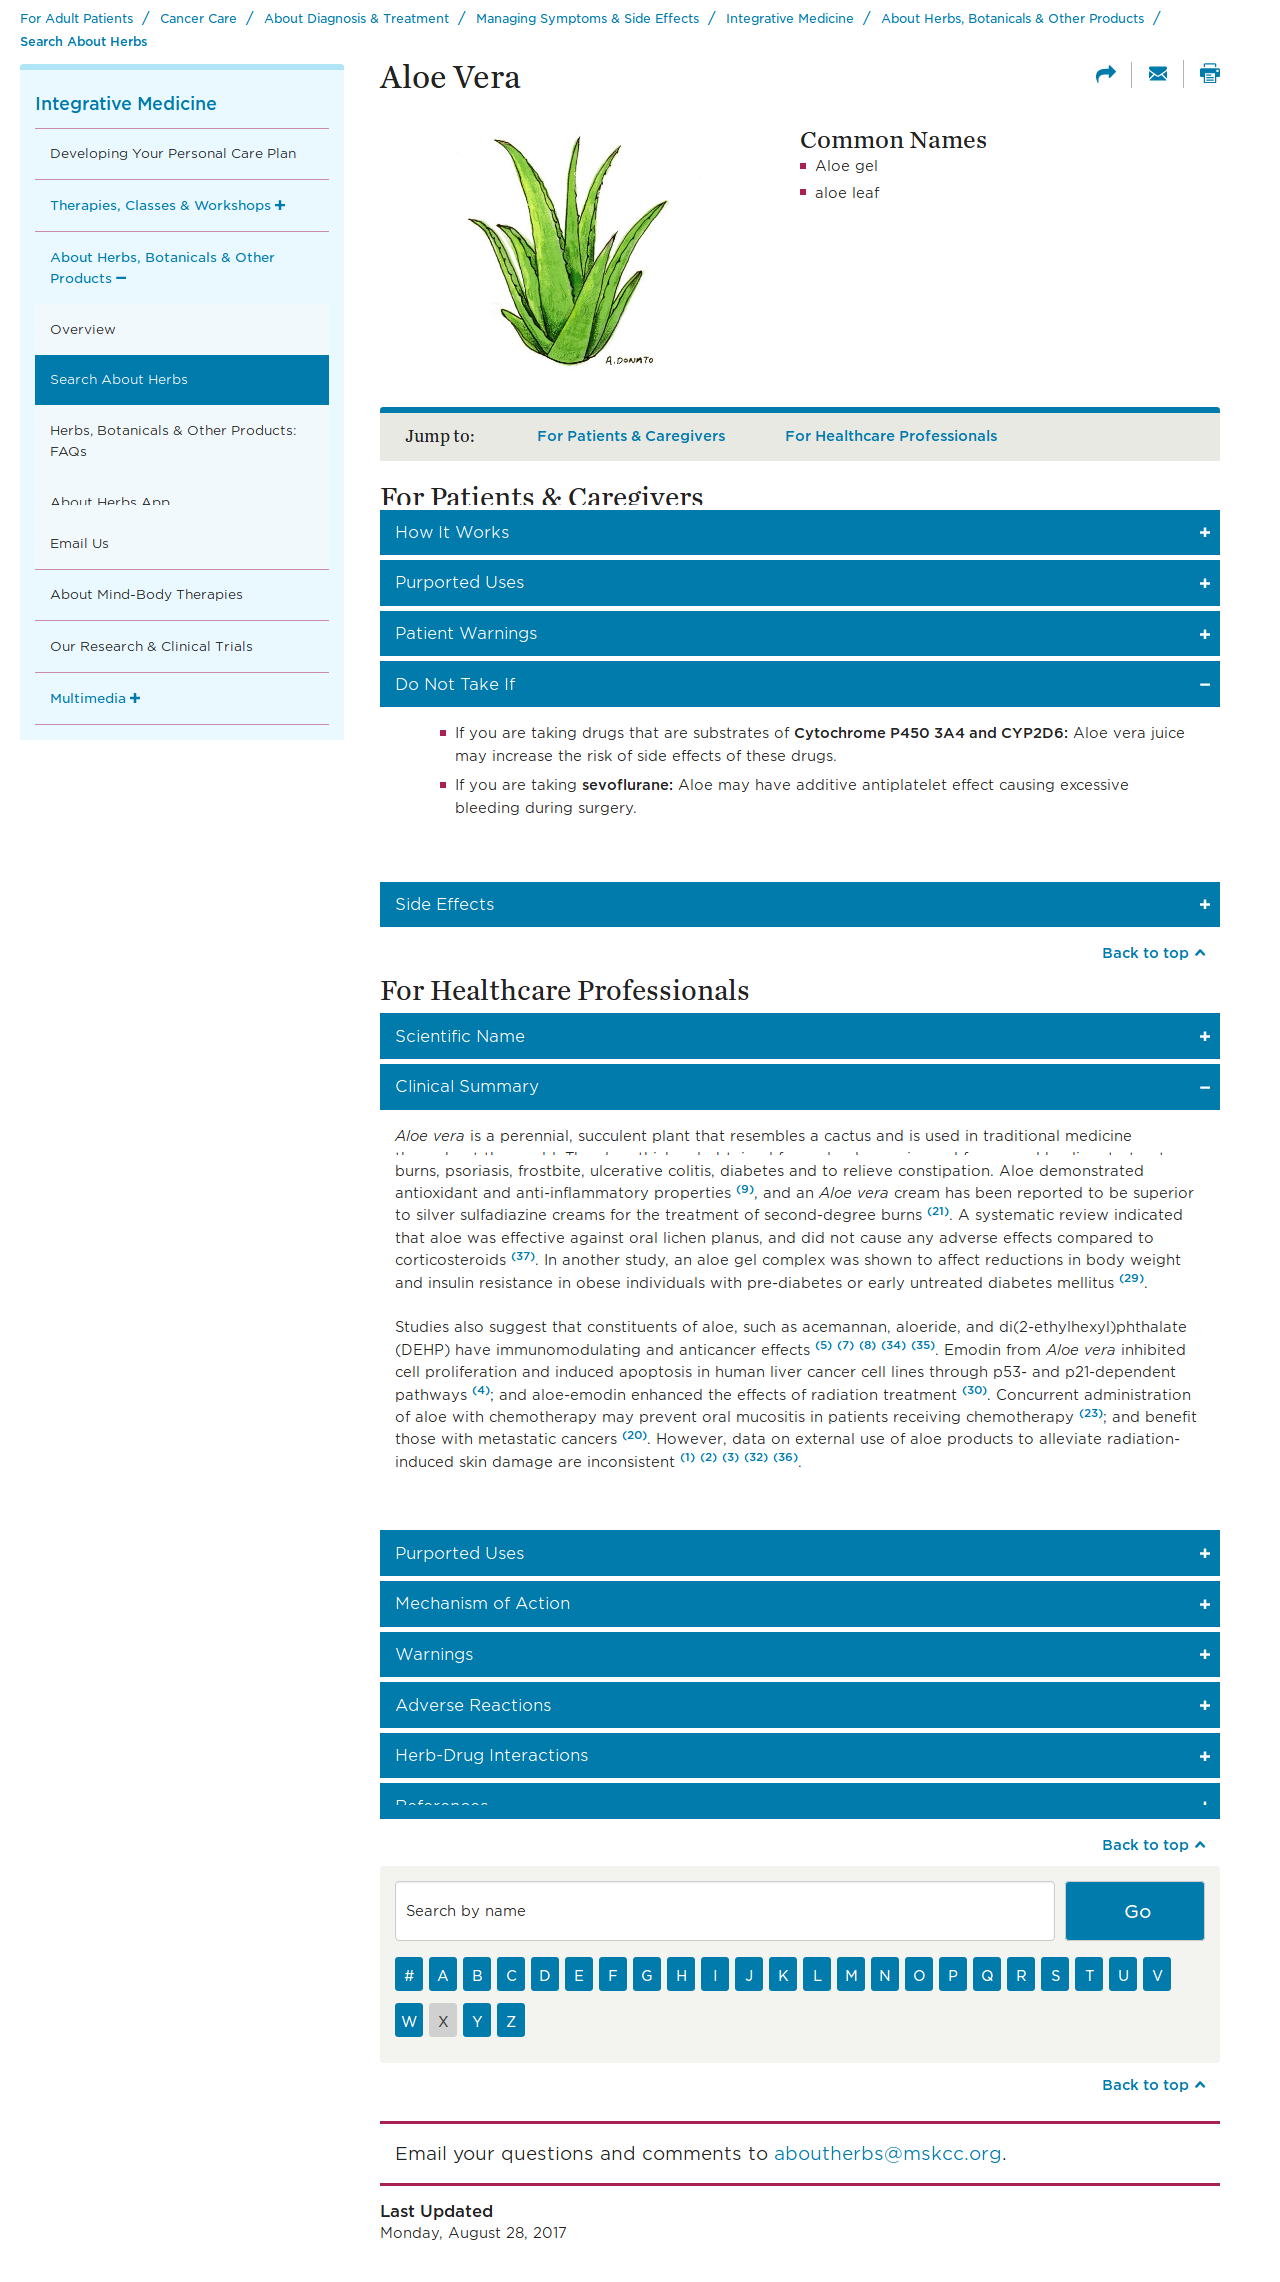 For Adult Patients / Cancer Care / About Diagnosis & Treatment / Managing Symptoms & Side Effects / Integrative Medicine / About Herbs, Botanicals & Other Products /
Search About Herbs
Integrative Medicine
Developing Your Personal Care Plan
Therapies, Classes & Workshops +
About Herbs, Botanicals & Other
Products −
Overview
Search About Herbs
Herbs, Botanicals & Other Products:
FAQs
About Herbs App
Email Us
About Mind-Body Therapies
Our Research & Clinical Trials
Multimedia +
Aloe Vera
A. DONATO
Common Names
Aloe gel
aloe leaf
Jump to: For Patients & Caregivers For Healthcare Professionals
For Patients & Caregivers
How It Works +
Purported Uses +
Patient Warnings +
Do Not Take If −
If you are taking drugs that are substrates of Cytochrome P450 3A4 and CYP2D6: Aloe vera juice
may increase the risk of side effects of these drugs.
If you are taking sevoflurane: Aloe may have additive antiplatelet effect causing excessive
bleeding during surgery.
Side Effects +
Back to top
For Healthcare Professionals
Scientific Name +
Clinical Summary −
Aloe vera is a perennial, succulent plant that resembles a cactus and is used in traditional medicine
burns, psoriasis, frostbite, ulcerative colitis, diabetes and to relieve constipation. Aloe demonstrated
antioxidant and anti-inflammatory properties (9), and an Aloe vera cream has been reported to be superior
to silver sulfadiazine creams for the treatment of second-degree burns (21). A systematic review indicated
that aloe was effective against oral lichen planus, and did not cause any adverse effects compared to
corticosteroids (37). In another study, an aloe gel complex was shown to affect reductions in body weight
and insulin resistance in obese individuals with pre-diabetes or early untreated diabetes mellitus (29).
Studies also suggest that constituents of aloe, such as acemannan, aloeride, and di(2-ethylhexyl)phthalate
(DEHP) have immunomodulating and anticancer effects (5) (7) (8) (34) (35). Emodin from Aloe vera inhibited
cell proliferation and induced apoptosis in human liver cancer cell lines through p53- and p21-dependent
pathways (4); and aloe-emodin enhanced the effects of radiation treatment (30). Concurrent administration
of aloe with chemotherapy may prevent oral mucositis in patients receiving chemotherapy (23); and benefit
those with metastatic cancers (20). However, data on external use of aloe products to alleviate radiation-
induced skin damage are inconsistent (1) (2) (3) (32) (36).
Purported Uses +
Mechanism of Action +
Warnings +
Adverse Reactions +
Herb-Drug Interactions +
References +
Back to top
Search by name Go
# A B C D E F G H I J K L M N O P Q R S T U V
W X Y Z
Back to top
Email your questions and comments to aboutherbs@mskcc.org.
Last Updated
Monday, August 28, 2017